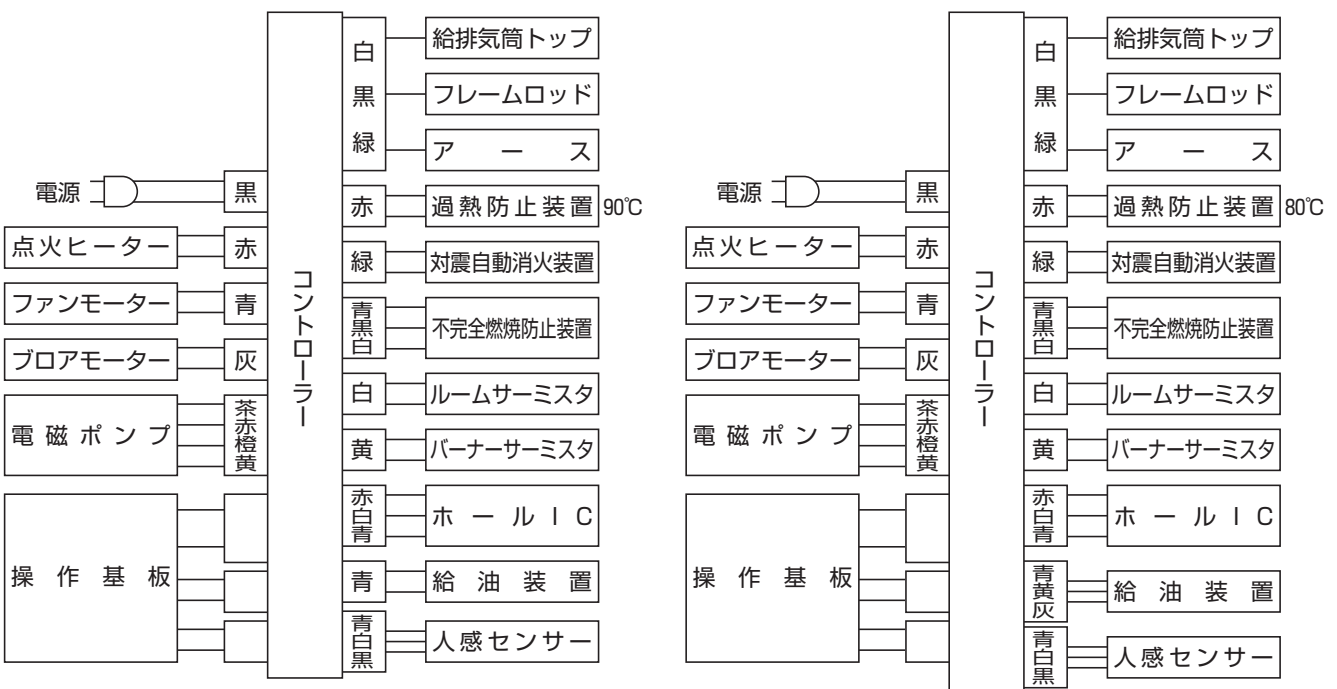 電源
点火ヒーター
ファンモーター
ブロアモーター
電磁ポンプ
操作基板
黒
赤
青
灰
茶
赤
橙
黄
コントローラー
白
黒
緑
赤
緑
青
黒
白
白
黄
赤
白
青
青
青
白
黒
給排気筒トップ
フレームロッド
アース
過熱防止装置 90℃
対震自動消火装置
不完全燃焼防止装置
ルームサーミスタ
バーナーサーミスタ
ホールIC
給油装置
人感センサー
電源
点火ヒーター
ファンモーター
ブロアモーター
電磁ポンプ
操作基板
黒
赤
青
灰
茶
赤
橙
黄
コントローラー
白
黒
緑
赤
緑
青
黒
白
白
黄
赤
白
青
青
黄
灰
青
白
黒
給排気筒トップ
フレームロッド
アース
過熱防止装置 80℃
対震自動消火装置
不完全燃焼防止装置
ルームサーミスタ
バーナーサーミスタ
ホールIC
給油装置
人感センサー